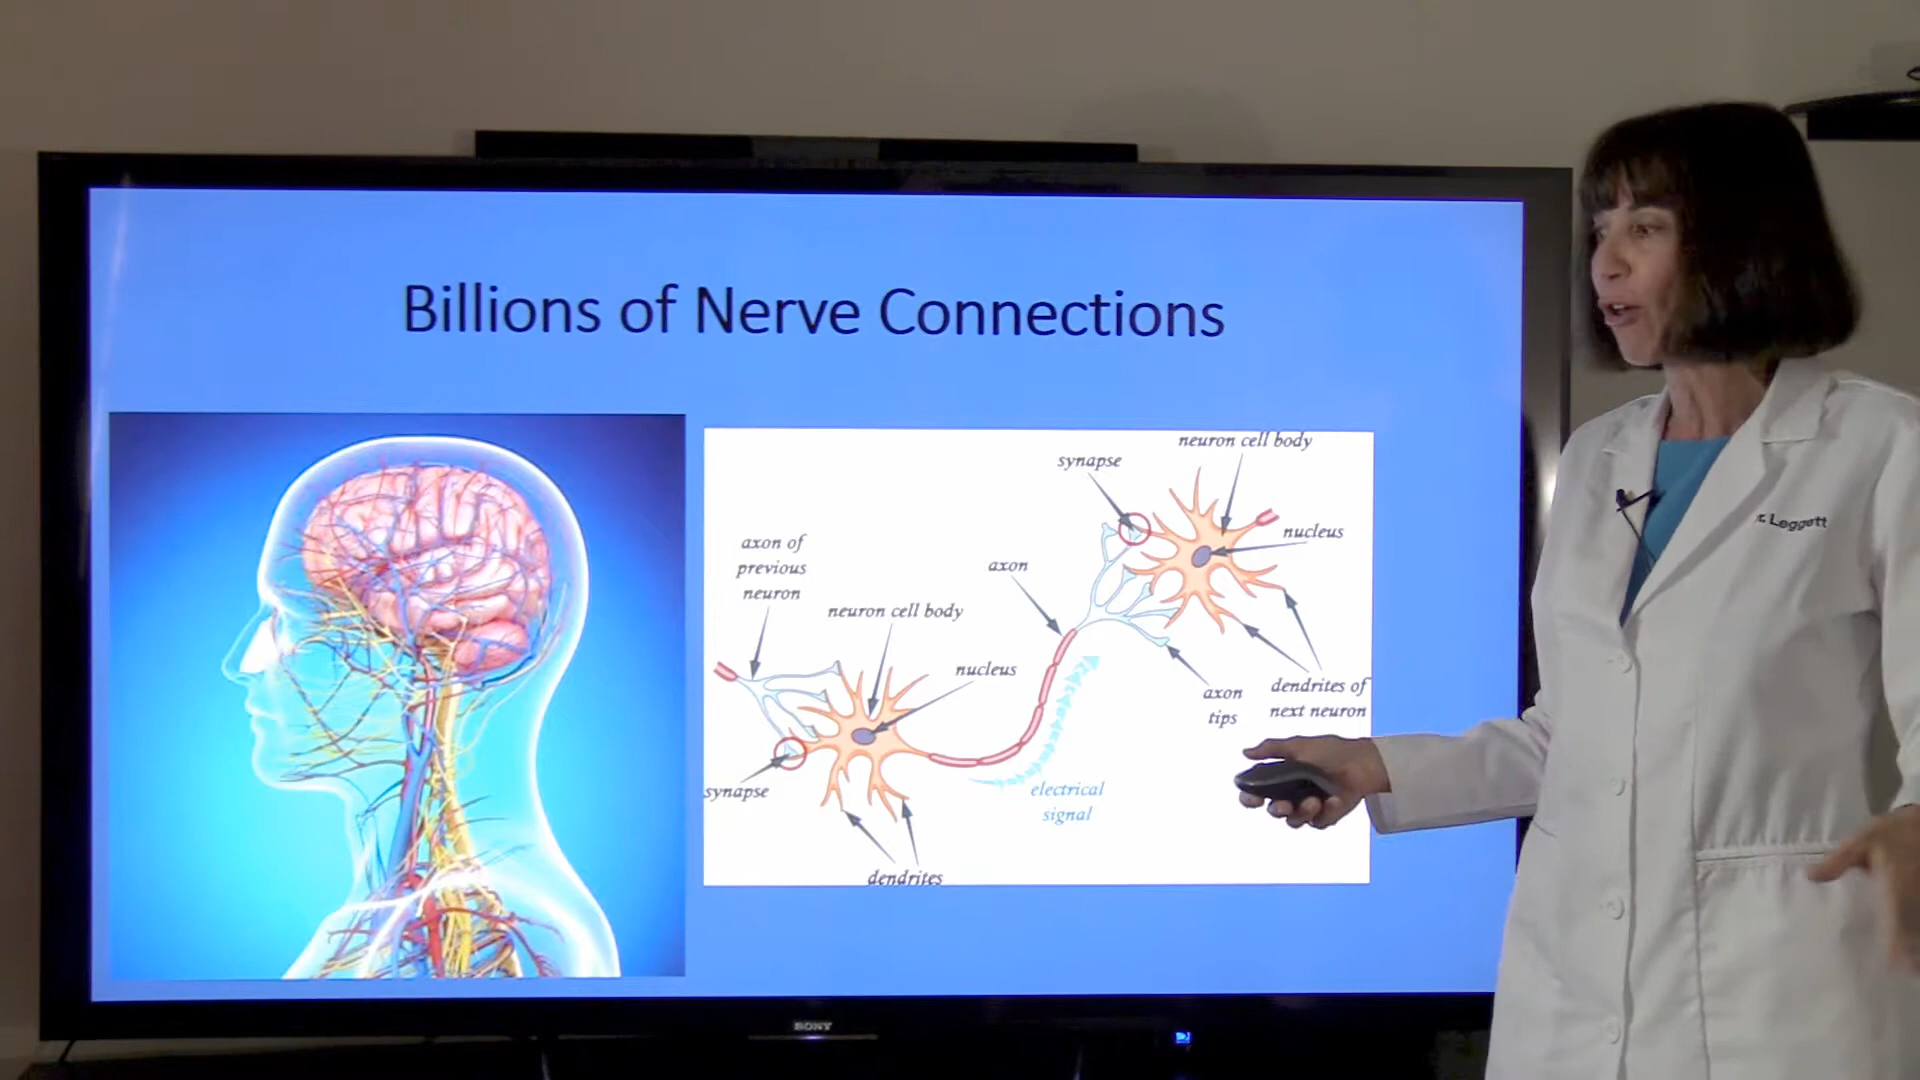 Billions of Nerve Connections
neuron cell body
synapse
nucleus
axon of
previous
neuron
axon
neuron cell body
nucleus
axon
tips
dendrites of
next neuron
synapse
electrical
signal
dendrites
Leggett
SONY